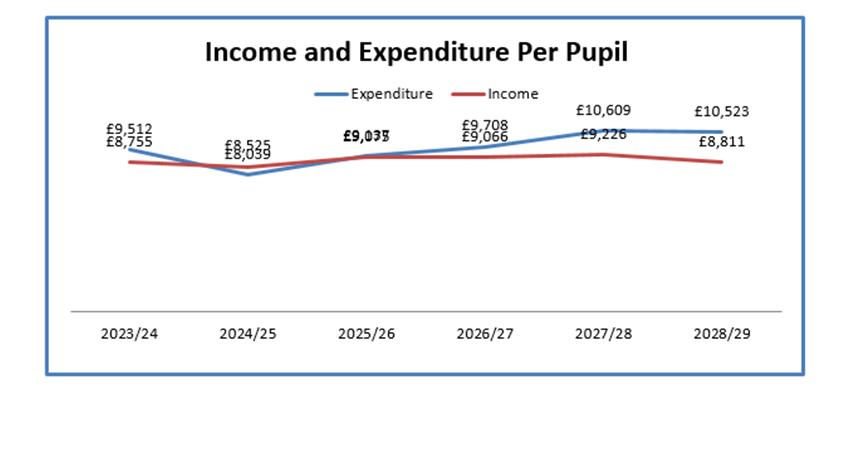 Income and Expenditure Per Pupil
Expenditure Income
£10,609 £10,523
£9,512 £9,708
£8,755 £8,525 £9,066 £9,226 £8,811
£8,039
2023/24 2024/25 2025/26 2026/27 2027/28 2028/29